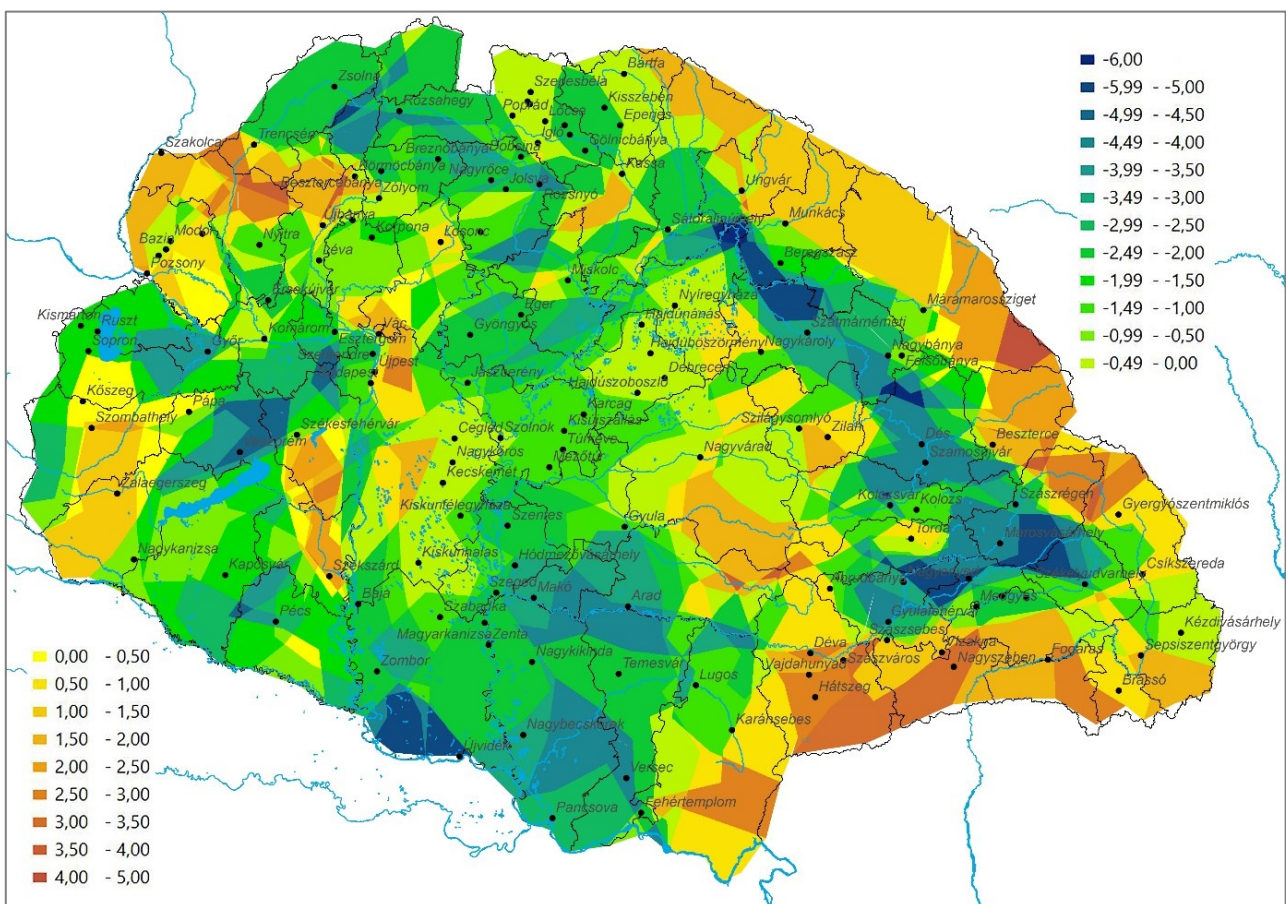 -6,00
-5,99 - -5,00
-4,99 - -4,50
-4,49 - -4,00
-3,99 - -3,50
-3,49 - -3,00
-2,99 - -2,50
-2,49 - -2,00
-1,99 - -1,50
-1,49 - -1,00
-0,99 - -0,50
-0,49 - 0,00
Bártfa
Zsolna
Szepesbéla
Rózsahegy
Poprád
Kisszeben
Lőcse
Eperjes
Igló
Gölnicbánya
Szakolca
Trencsén
Breznóbánya
Dobsina
Körmöcbánya
Nagyrőce
Jolsva
Kassa
Besztercebánya
Zólyom
Rozsnyó
Ungvár
Újbánya
Korpona
Losonc
Sátoraljaújhely
Munkács
Modor
Bazin
Nyitra
Léva
Pozsony
Beregszász
Miskolc
Érsekújvár
Nyíregyháza
Máramarossziget
Kismarton
Ruszt
Sopron
Komárom
Győr
Esztergom
Vác
Eger
Gyöngyös
Hajdúnánás
Szatmárnémeti
Szentendre
Újpest
Budapest
Hajdúböszörmény
Nagykároly
Nagybánya
Felsőbánya
Jászberény
Debrecen
Hajdúszoboszló
Kőszeg
Pápa
Szombathely
Székesfehérvár
Veszprém
Karcag
Kisújszállás
Cegléd
Szolnok
Túrkeve
Mezőtúr
Nagykőrös
Kecskemét
Szilágysomlyó
Zilah
Nagyvárad
Dés
Beszterce
Szamosújvár
Zalaegerszeg
Kiskunfélegyháza
Szentes
Gyula
Kolozsvár
Kolozs
Szászrégen
Gyergyószentmiklós
Torda
Marosvásárhely
Nagykanizsa
Kaposvár
Szekszárd
Kiskunhalas
Hódmezővásárhely
Csíkszereda
Székelyudvarhely
Szeged
Makó
Arad
Baja
Pécs
Szabadka
Medgyes
Gyulafehérvár
Szászsebes
Kézdivásárhely
Sepsiszentgyörgy
Magyarkanizsa
Zenta
Zombor
Nagykikinda
Temesvár
Lugos
Déva
Vajdahunyad
Szászváros
Vízakna
Nagyszeben
Fogaras
Brassó
Hátszeg
Karánsebes
Nagybecskerek
Újvidék
Versec
Pancsova
Fehértemplom
0,00 - 0,50
0,50 - 1,00
1,00 - 1,50
1,50 - 2,00
2,00 - 2,50
2,50 - 3,00
3,00 - 3,50
3,50 - 4,00
4,00 - 5,00